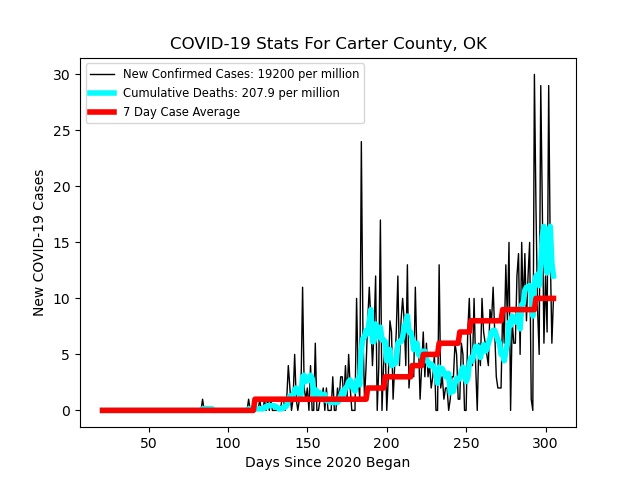 COVID-19 Stats For Carter County, OK
New Confirmed Cases: 19200 per million
Cumulative Deaths: 207.9 per million
7 Day Case Average
New COVID-19 Cases
30
25
20
15
10
5
0
50 100 150 200 250 300
Days Since 2020 Began